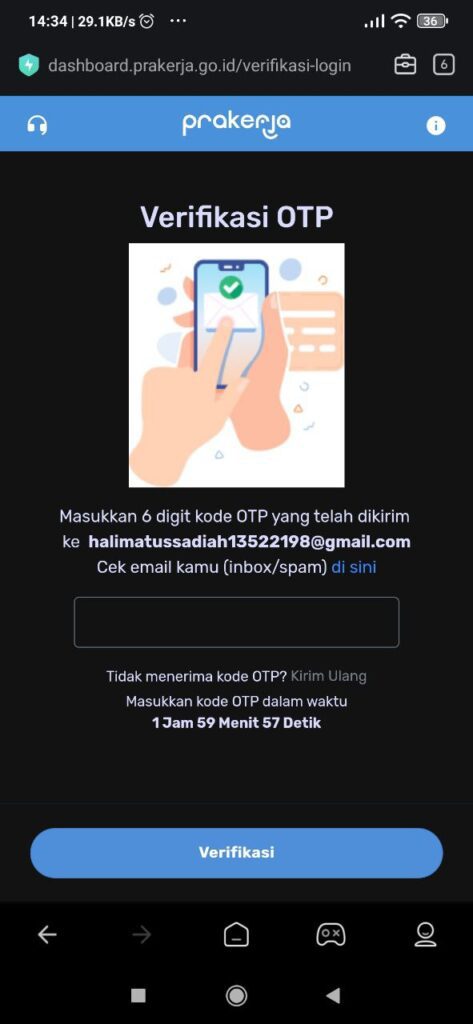 14:34 | 29.1KB/s ... 36
dashboard.prakerja.go.id/verifikasi-login 6
prakerja
Verifikasi OTP
Masukkan 6 digit kode OTP yang telah dikirim
ke halimatussadiah13522198@gmail.com
Cek email kamu (inbox/spam) di sini
Tidak menerima kode OTP? Kirim Ulang
Masukkan kode OTP dalam waktu
1 Jam 59 Menit 57 Detik
Verifikasi